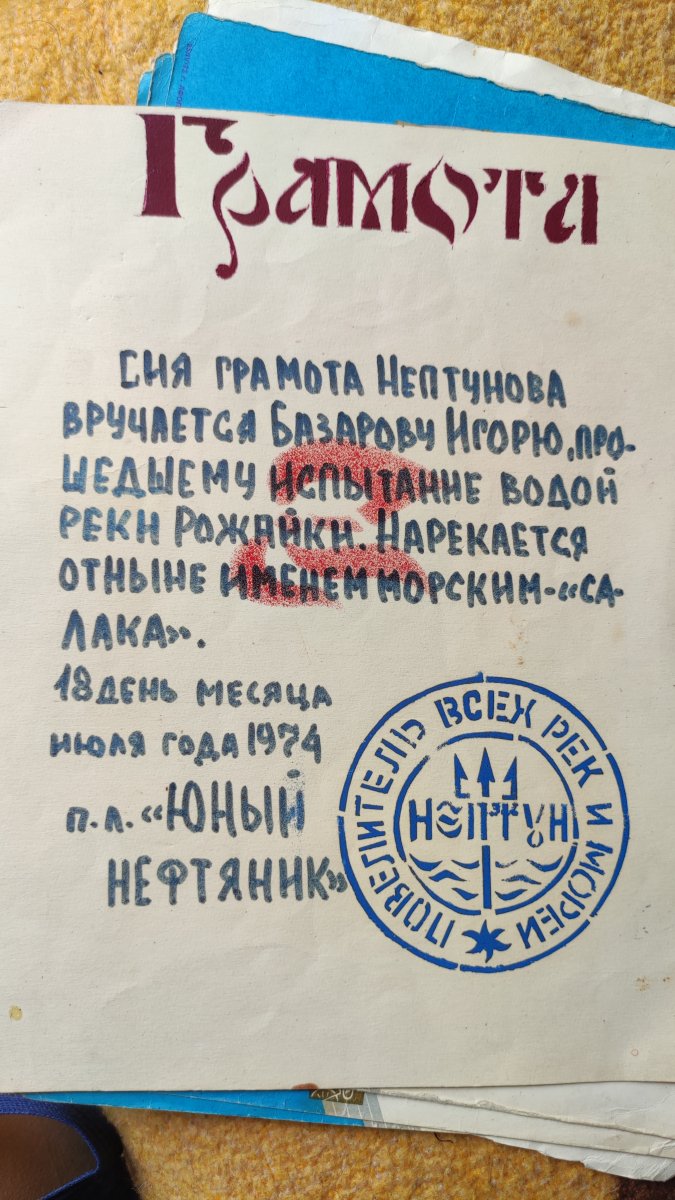 Грамота
Сия грамота Нептунова
вручается Базарову Игорю, про-
шедшему испытание водой
реки Рожайки. Нарекается
отныне именем морским-«са-
лака».
18 день месяца
июля года 1974
п.л. «Юный
нефтяник»
ПОВЕЛИТЕЛЬ ВСЕХ РЕК И МОРЕЙ
НЕПТУН